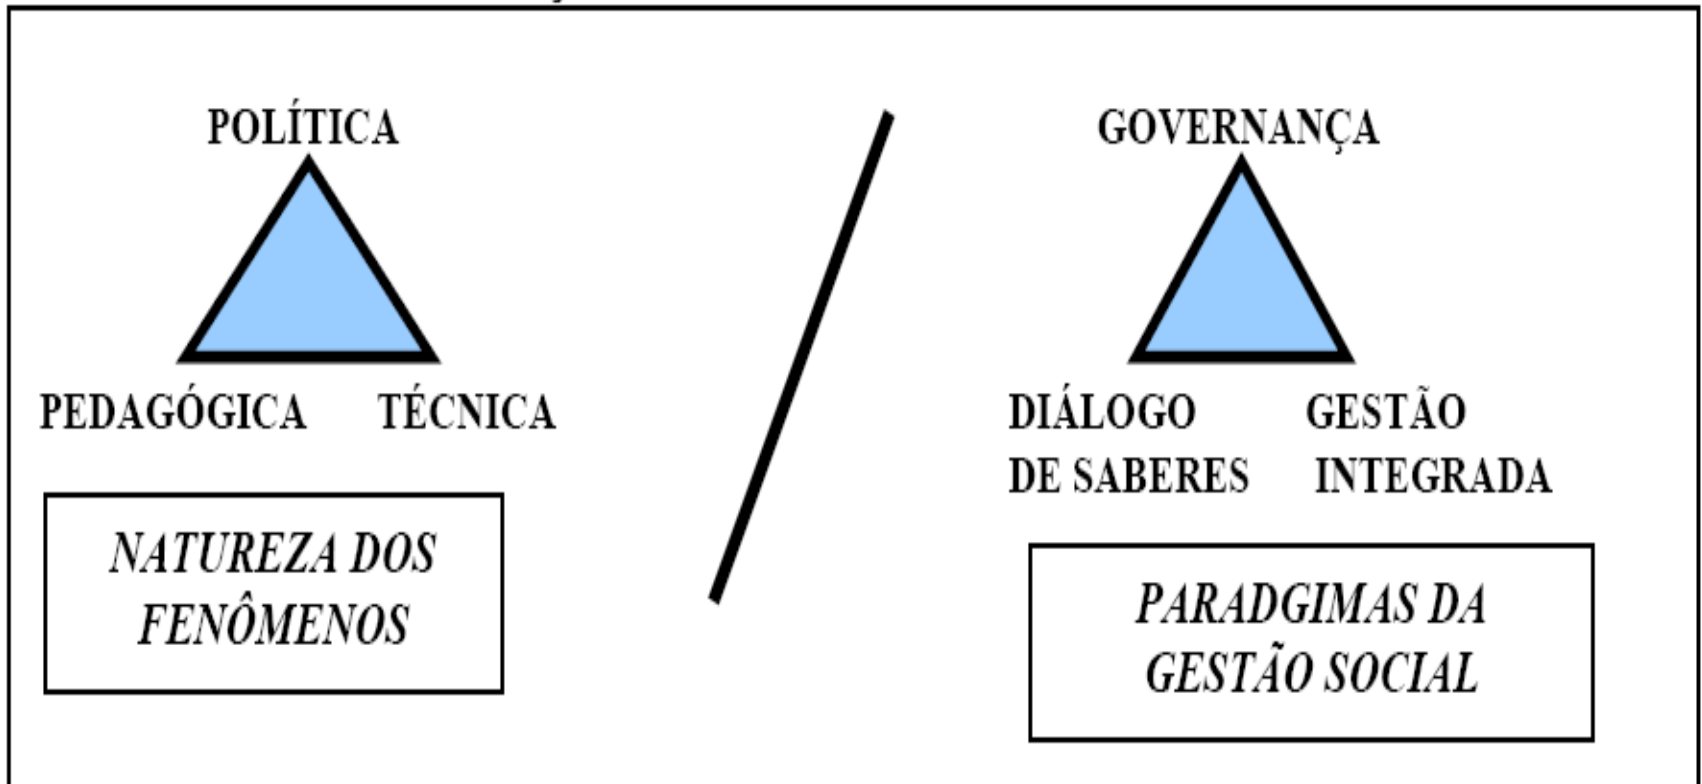 POLÍTICA
PEDAGÓGICA TÉCNICA
NATUREZA DOS
FENÔMENOS
GOVERNANÇA
DIÁLOGO GESTÃO
DE SABERES INTEGRADA
PARADGIMAS DA
GESTÃO SOCIAL